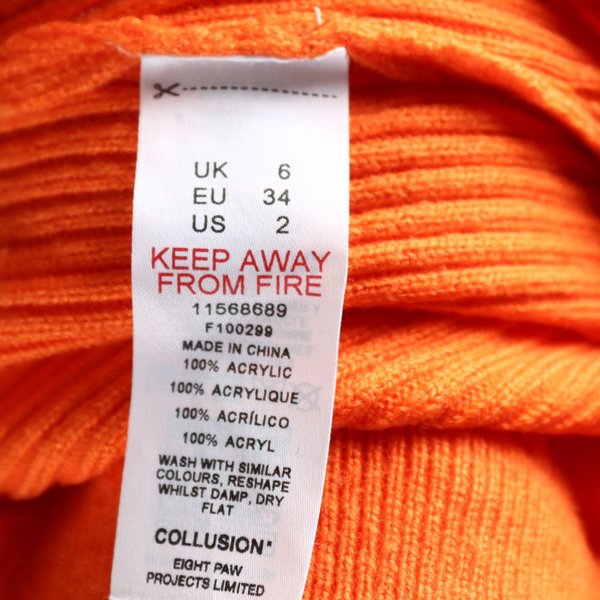 UK 6
EU 34
US 2
KEEP AWAY
FROM FIRE
11568689
F100299
MADE IN CHINA
100% ACRYLIC
100% ACRYLIQUE
100% ACRÍLICO
100% ACRYL
WASH WITH SIMILAR
COLOURS, RESHAPE
WHILST DAMP, DRY
FLAT
COLLUSION"
EIGHT PAW
PROJECTS LIMITED